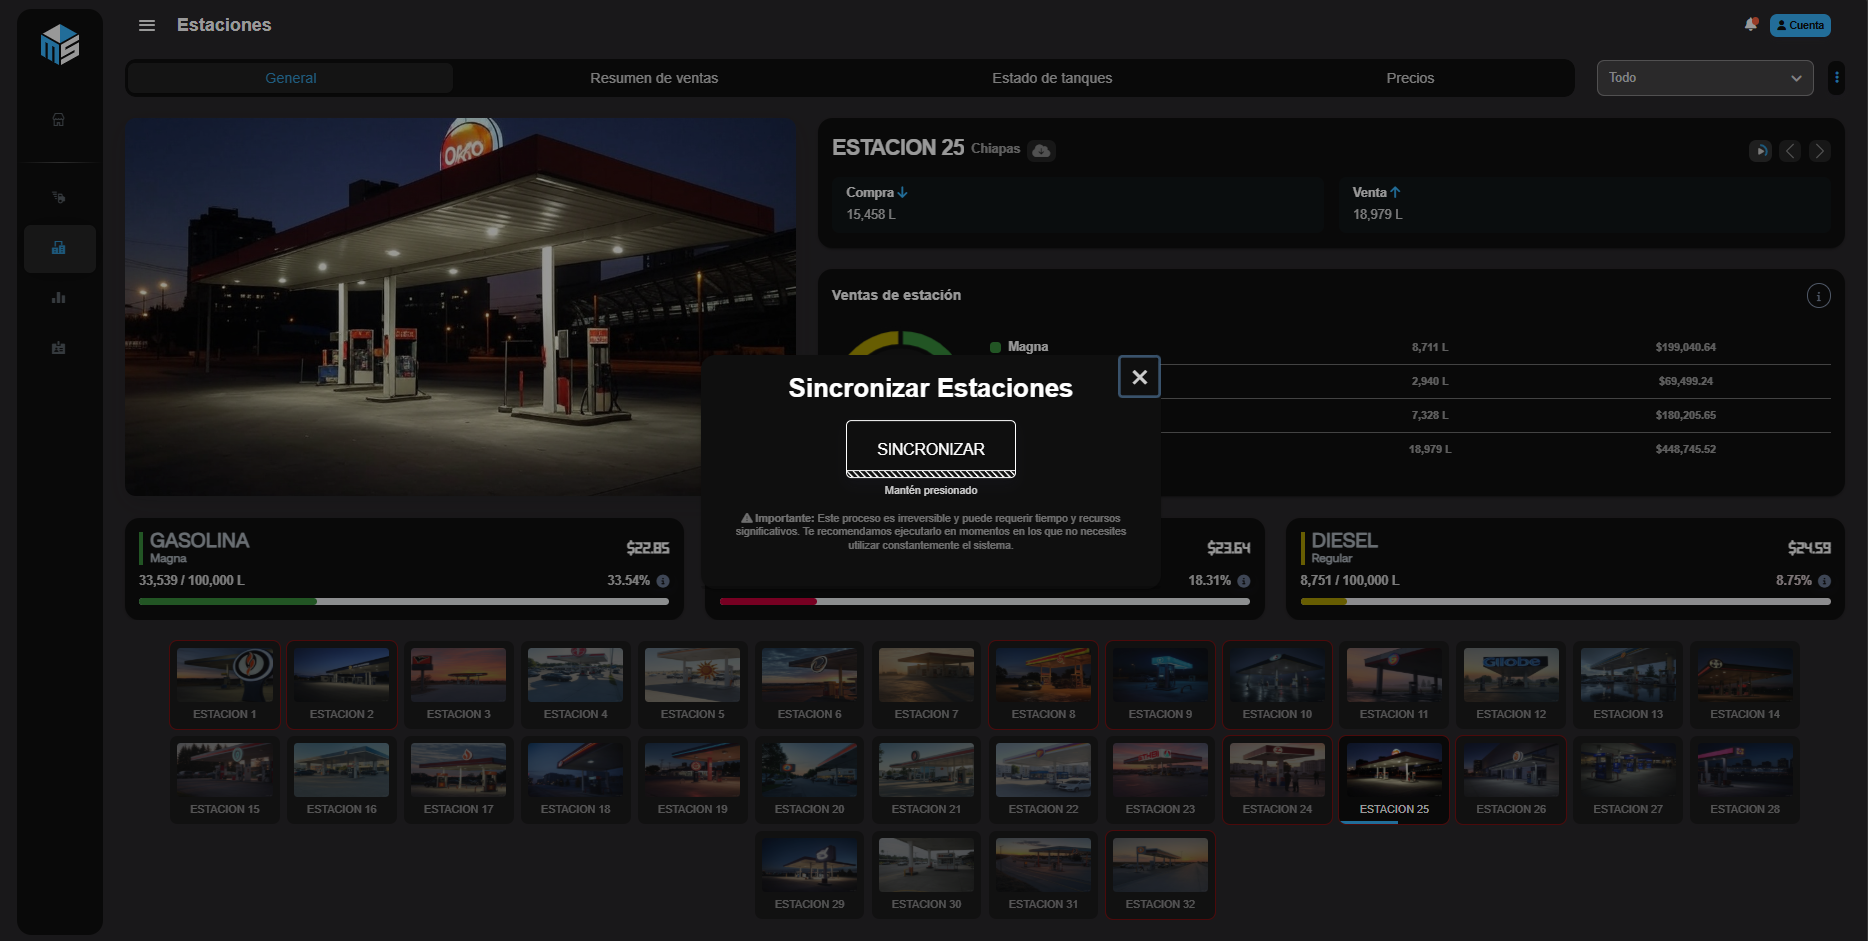 Estaciones
Cuenta
General
Resumen de ventas
Estado de tanques
Precios
Todo
ESTACION 25 Chiapas
Compra
15,458 L
Venta
18,979 L
Ventas de estación
Magna
8,711 L
$199,040.64
2,940 L
$69,499.24
7,328 L
$180,205.65
18,979 L
$448,745.52
Sincronizar Estaciones
SINCRONIZAR
Mantén presionado
Importante: Este proceso es irreversible y puede requerir tiempo y recursos
significativos. Te recomendamos ejecutarlo en momentos en los que no necesites
utilizar constantemente el sistema.
GASOLINA
Magna
$22.85
33,539 / 100,000 L
33.54%
$23.64
18.31%
DIESEL
Regular
$24.59
8,751 / 100,000 L
8.75%
ESTACION 1
ESTACION 2
ESTACION 3
ESTACION 4
ESTACION 5
ESTACION 6
ESTACION 7
ESTACION 8
ESTACION 9
ESTACION 10
ESTACION 11
ESTACION 12
ESTACION 13
ESTACION 14
ESTACION 15
ESTACION 16
ESTACION 17
ESTACION 18
ESTACION 19
ESTACION 20
ESTACION 21
ESTACION 22
ESTACION 23
ESTACION 24
ESTACION 25
ESTACION 26
ESTACION 27
ESTACION 28
ESTACION 29
ESTACION 30
ESTACION 31
ESTACION 32